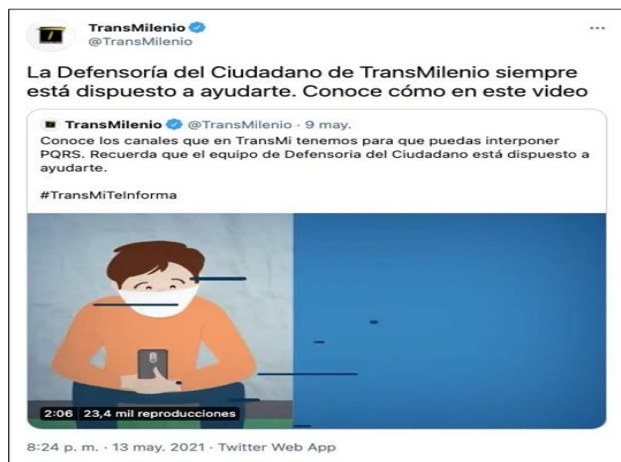 TransMilenio
@TransMilenio
La Defensoría del Ciudadano de TransMilenio siempre
está dispuesto a ayudarte. Conoce cómo en este video
TransMilenio @TransMilenio · 9 may.
Conoce los canales que en TransMi tenemos para que puedas interponer
PQRS. Recuerda que el equipo de Defensoria del Ciudadano está dispuesto a
ayudarte.
#TransMiTeInforma
2:06 23,4 mil reproducciones
8:24 p. m. · 13 may. 2021 · Twitter Web App